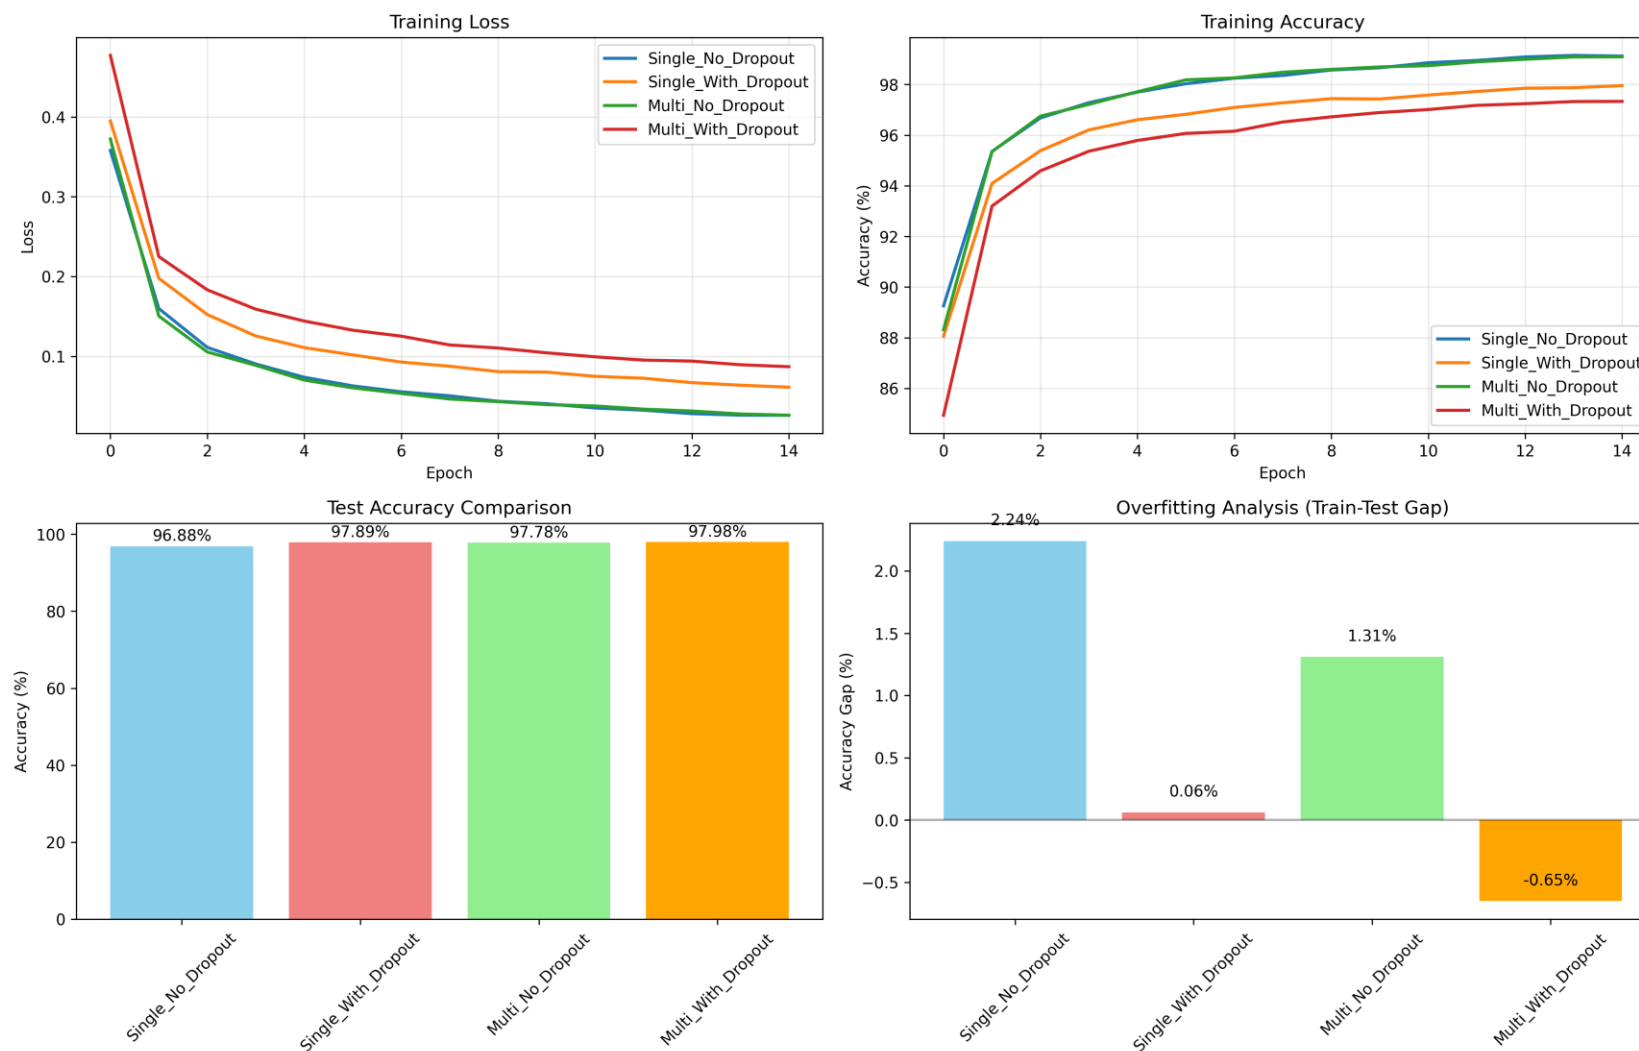 Training Loss
Loss
0.4
0.3
0.2
0.1
0 2 4 6 8 10 12 14
Epoch
Single_No_Dropout
Single_With_Dropout
Multi_No_Dropout
Multi_With_Dropout
Training Accuracy
Accuracy (%)
98
96
94
92
90
88
86
0 2 4 6 8 10 12 14
Epoch
Single_No_Dropout
Single_With_Dropout
Multi_No_Dropout
Multi_With_Dropout
Test Accuracy Comparison
Accuracy (%)
100
80
60
40
20
0
96.88% 97.89% 97.78% 97.98%
Single_No_Dropout
Single_With_Dropout
Multi_No_Dropout
Multi_With_Dropout
Overfitting Analysis (Train-Test Gap)
Accuracy Gap (%)
2.0
1.5
1.0
0.5
0.0
−0.5
2.24%
0.06%
1.31%
-0.65%
Single_No_Dropout
Single_With_Dropout
Multi_No_Dropout
Multi_With_Dropout